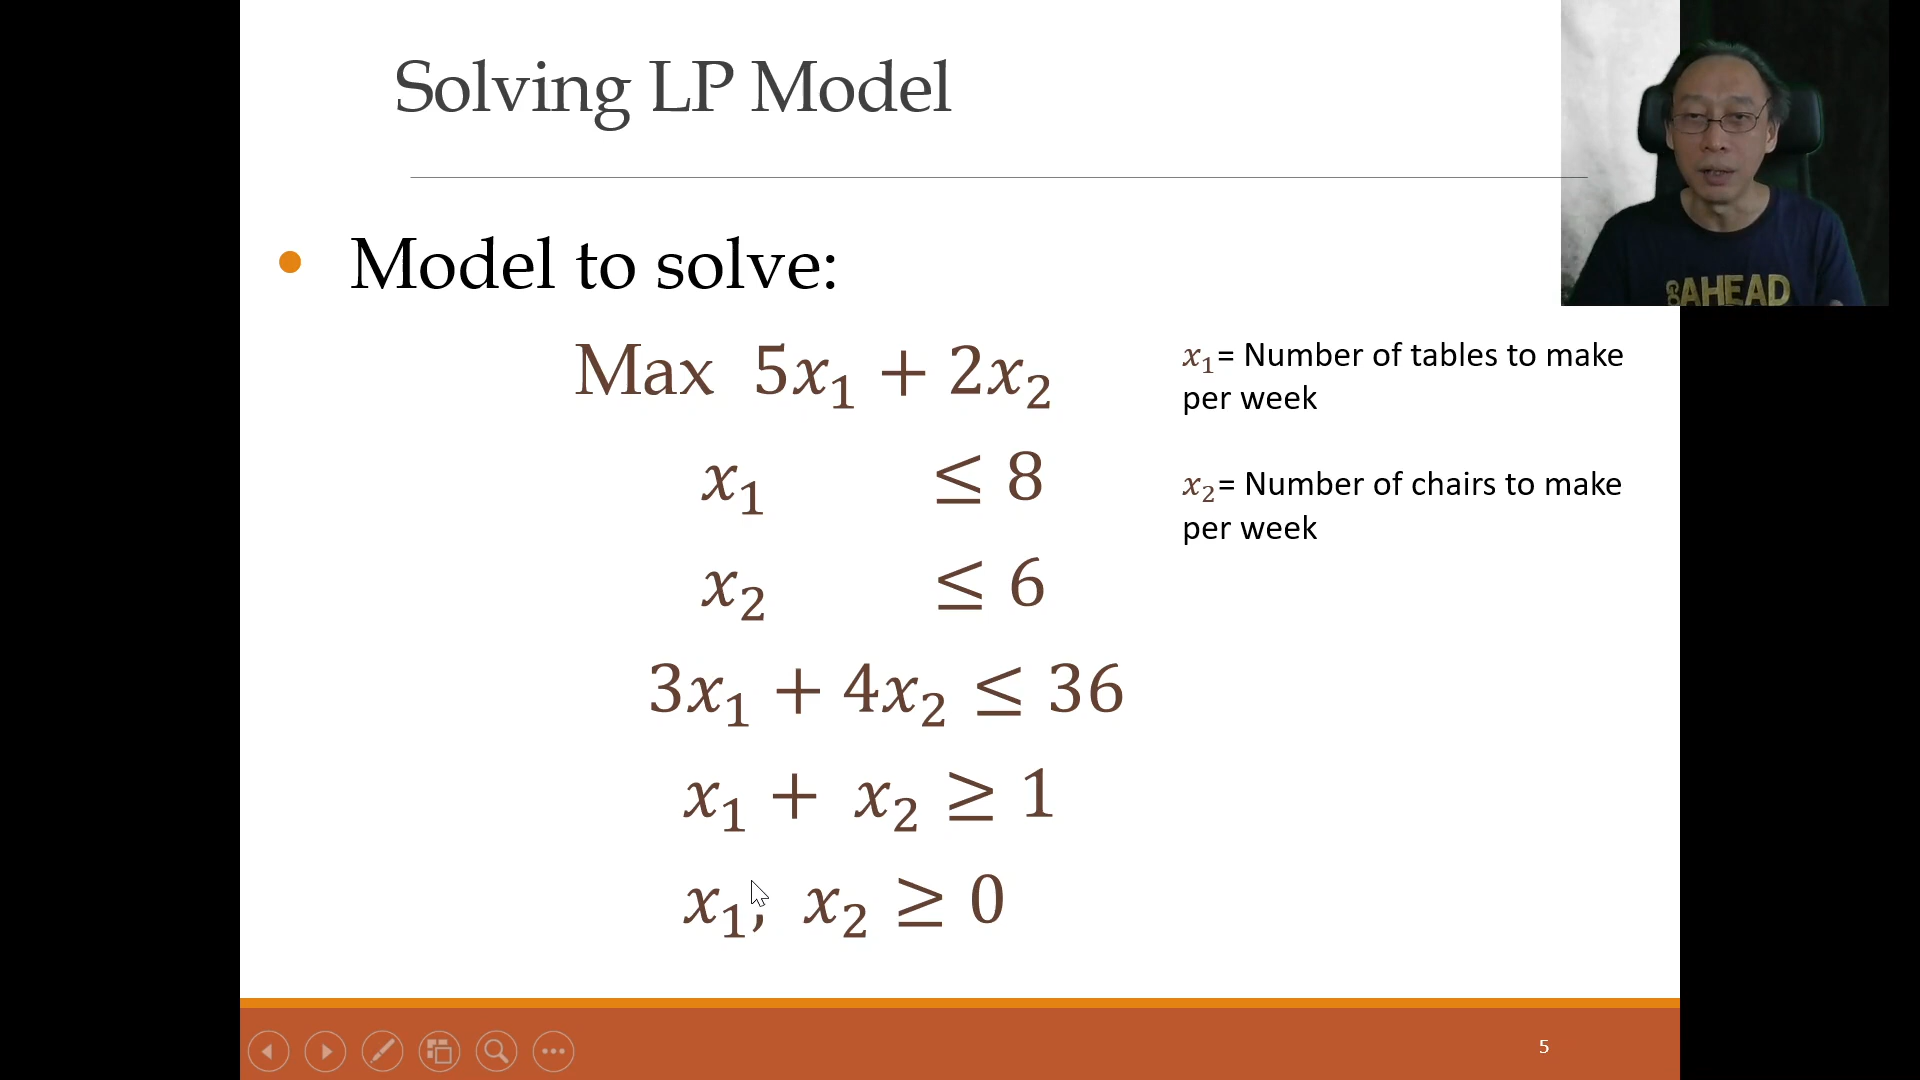 Solving LP Model
GO AHEAD
• Model to solve:
Max 5x₁ + 2x₂
x₁ ≤ 8
x₂ ≤ 6
3x₁ + 4x₂ ≤ 36
x₁ + x₂ ≥ 1
x₁, x₂ ≥ 0
x₁= Number of tables to make
per week
x₂= Number of chairs to make
per week
5